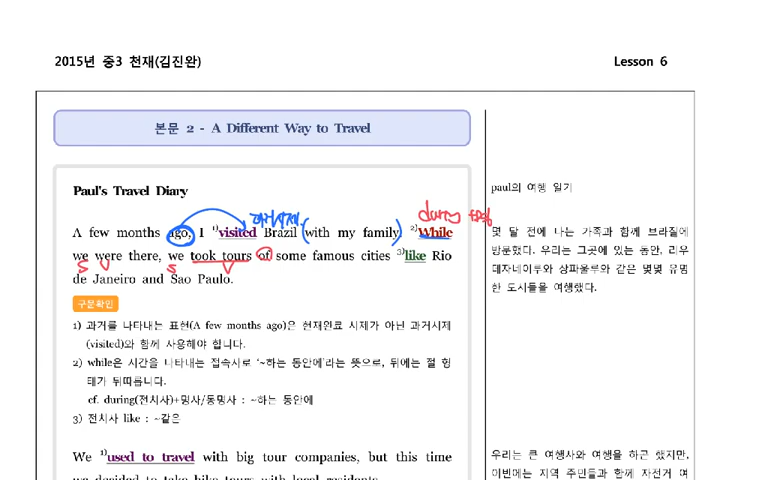 2015년 중3 천재(김진완)
Lesson 6
본문 2 - A Different Way to Travel
Paul's Travel Diary
during
과거시제.
A few months ago, I 1)visited Brazil (with my family). 2)While
we were there, we took tours of some famous cities 3)like Rio
S V S V
de Janeiro and Sao Paulo.
구문확인
1) 과거를 나타내는 표현(A few months ago)은 현재완료 시제가 아닌 과거시제
(visited)와 함께 사용해야 합니다.
2) while은 시간을 나타내는 접속사로 '~하는 동안에'라는 뜻으로, 뒤에는 절 형
태가 뒤따릅니다.
cf. during(전치사)+명사/동명사 : ~하는 동안에
3) 전치사 like : ~같은
We 1)used to travel with big tour companies, but this time
we decided to take bike tours with local residents.
paul의 여행 일기
몇 달 전에 나는 가족과 함께 브라질에
방문했다. 우리는 그곳에 있는 동안, 리우
데자네이루와 상파울루와 같은 몇몇 유명
한 도시들을 여행했다.
우리는 큰 여행사와 여행을 하곤 했지만,
이번에는 지역 주민들과 함께 자전거 여